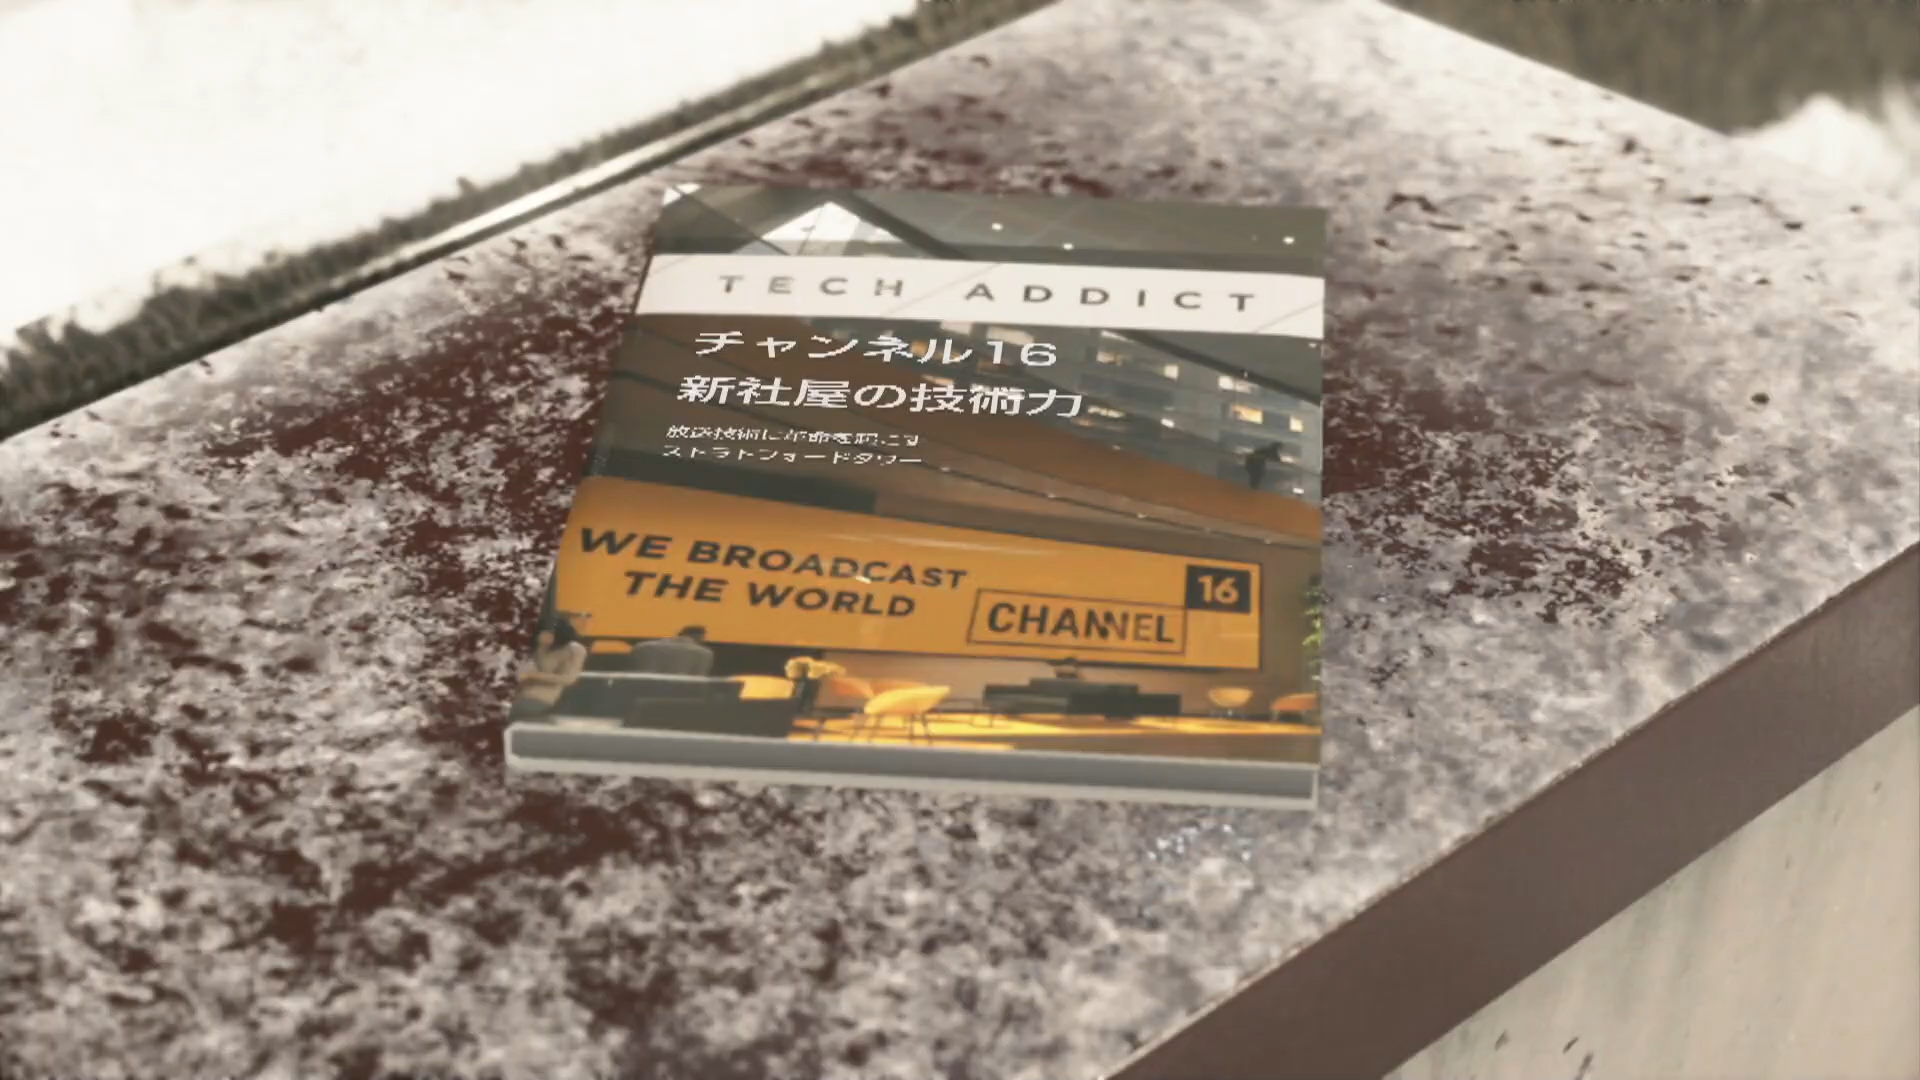 TECH ADDICT
チャンネル16
新社屋の技術力
放送技術に革命を起こす
ストラトフォードタワー
WE BROADCAST
THE WORLD
CHANNEL
16